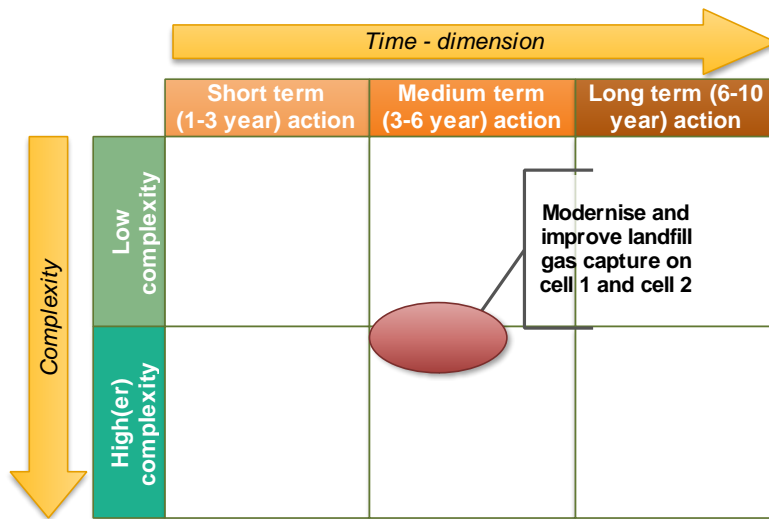 Time - dimension
Short term
(1-3 year) action
Medium term
(3-6 year) action
Long term (6-10
year) action
Complexity
Low
complexity
Modernise and
improve landfill
gas capture on
cell 1 and cell 2
High(er)
complexity